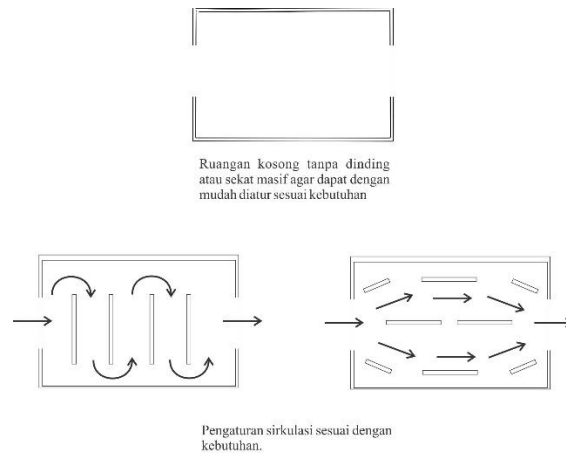 Ruangan kosong tanpa dinding
atau sekat masif agar dapat dengan
mudah diatur sesuai kebutuhan
Pengaturan sirkulasi sesuai dengan
kebutuhan.